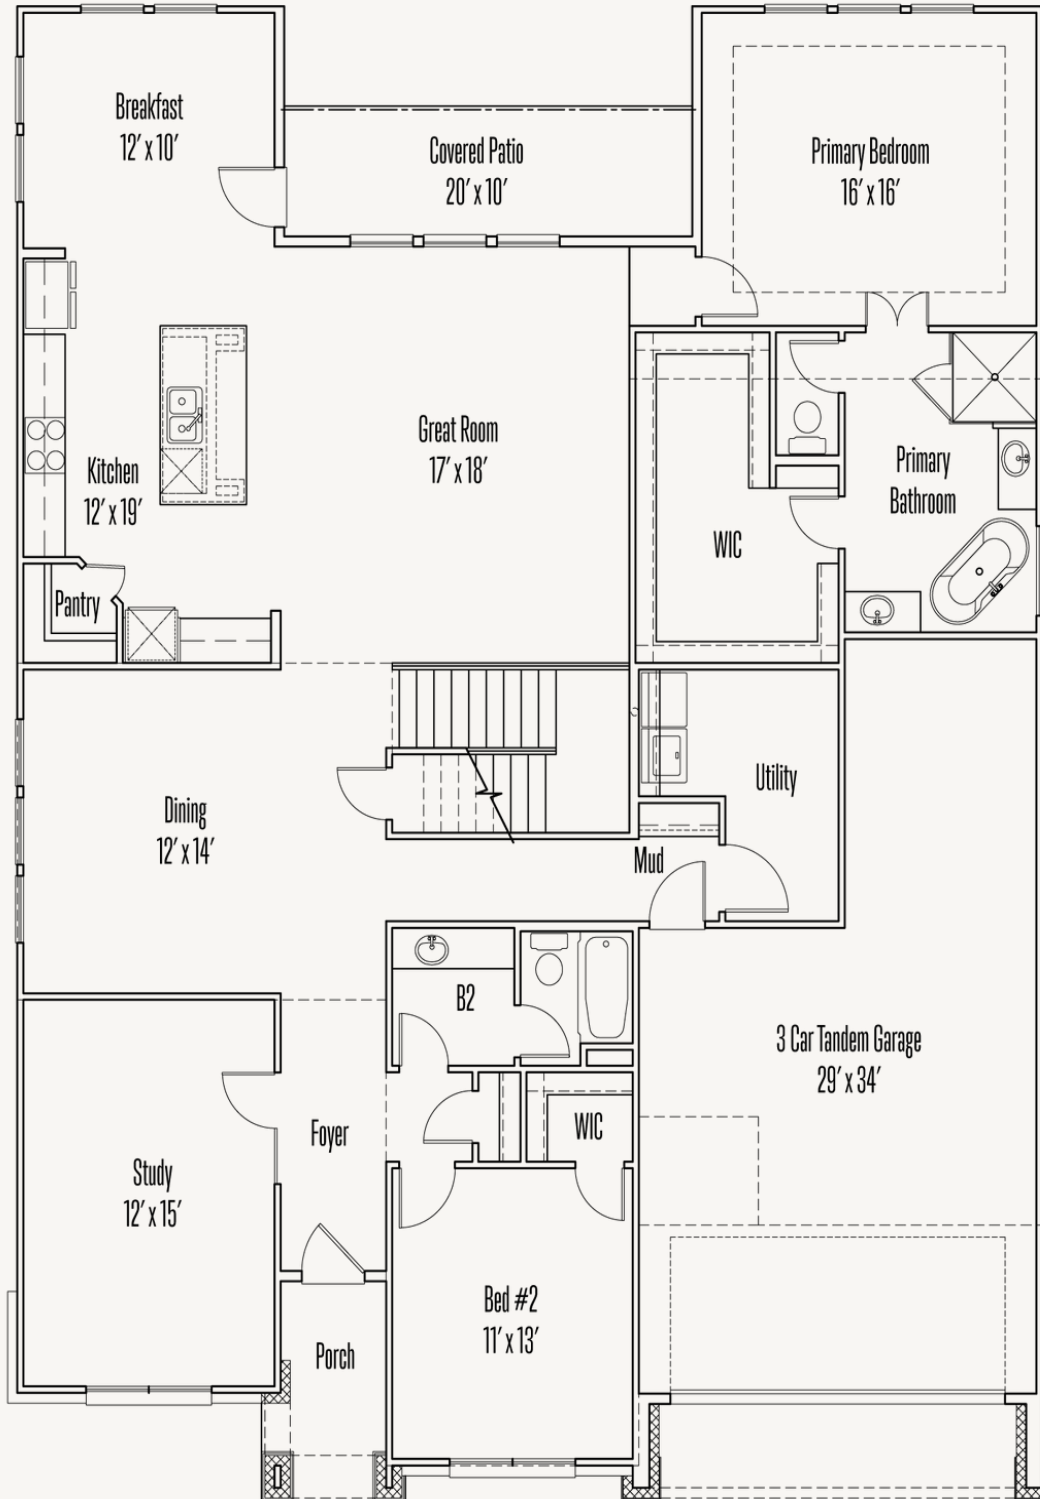 Breakfast
12' x 10'
Covered Patio
20' x 10'
Primary Bedroom
16' x 16'
Great Room
17' x 18'
Kitchen
12' x 19'
Primary
Bathroom
WIC
Pantry
Utility
Dining
12' x 14'
Mud
B2
3 Car Tandem Garage
29' x 34'
Foyer
WIC
Study
12' x 15'
Bed #2
11' x 13'
Porch